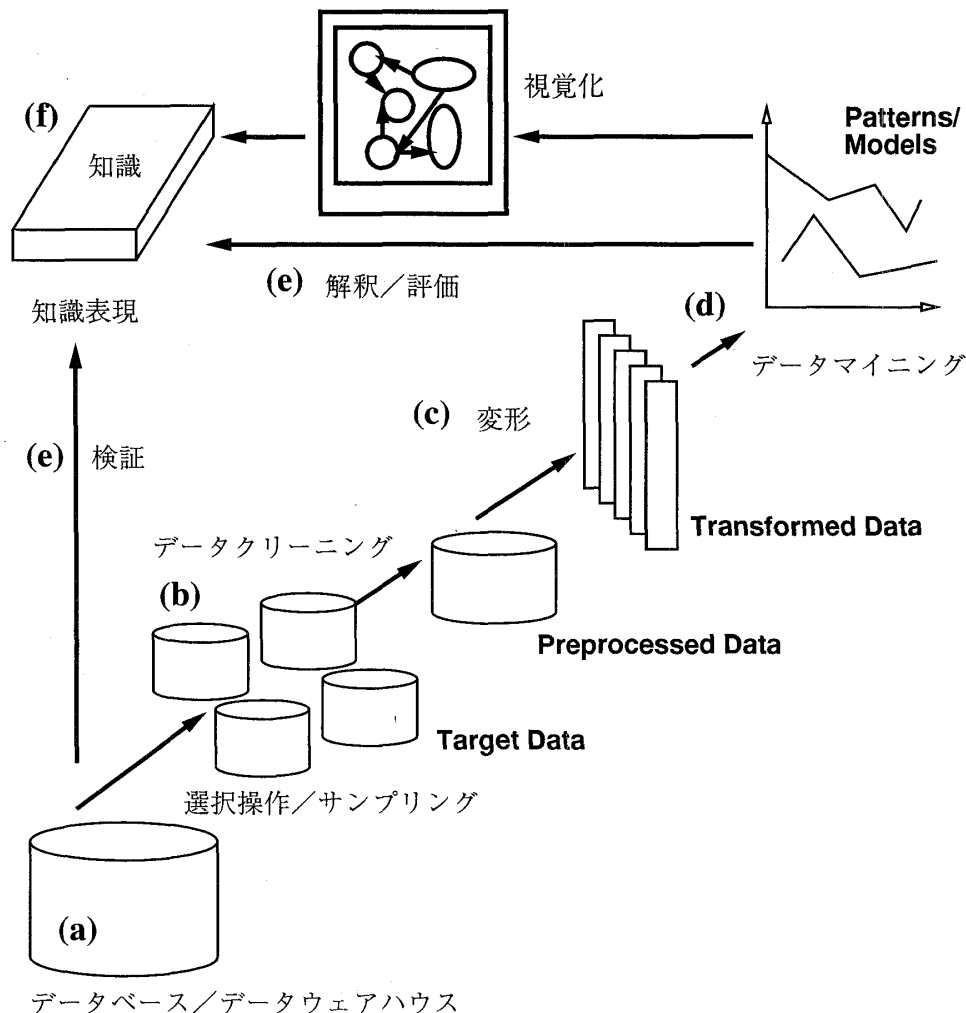 視覚化
(f)
Patterns/
Models
知識
(e) 解釈／評価
(d)
知識表現
データマイニング
(c) 変形
(e) 検証
Transformed Data
データクリーニング
(b)
Preprocessed Data
Target Data
選択操作／サンプリング
(a)
データベース／データウェアハウス